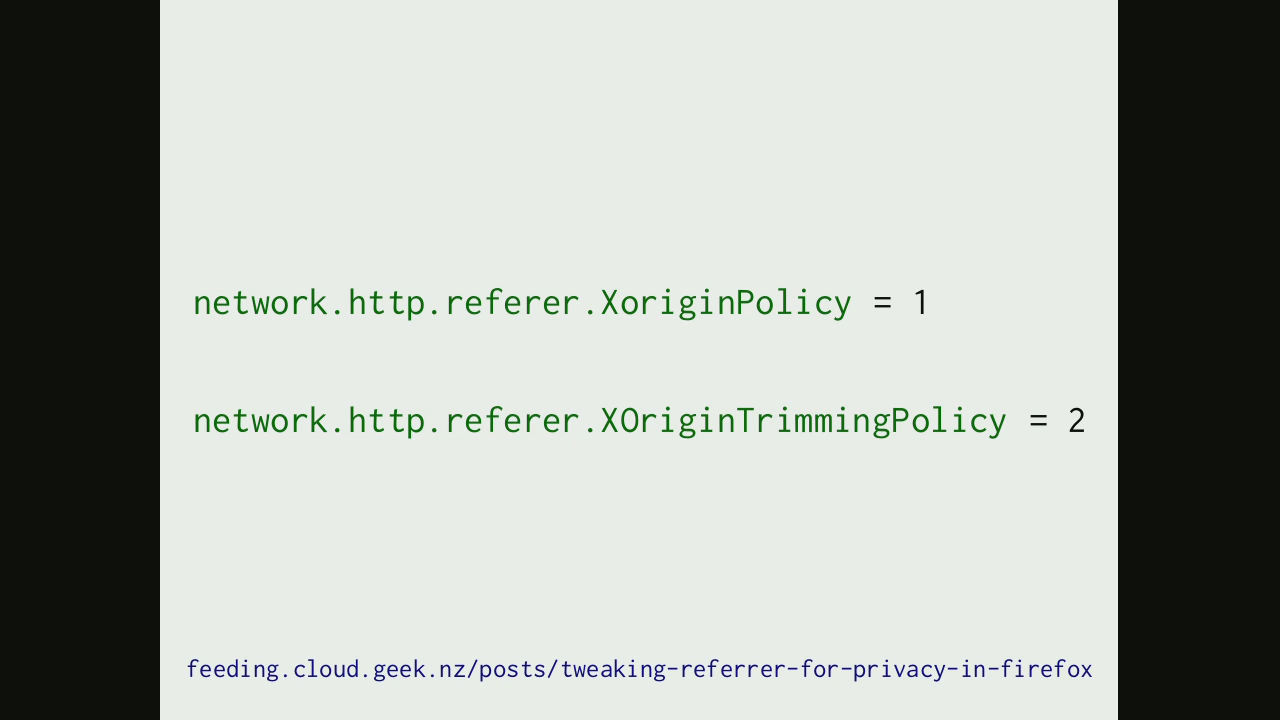 network.http.referer.XoriginPolicy = 1
network.http.referer.XOriginTrimmingPolicy = 2
feeding.cloud.geek.nz/posts/tweaking-referrer-for-privacy-in-firefox